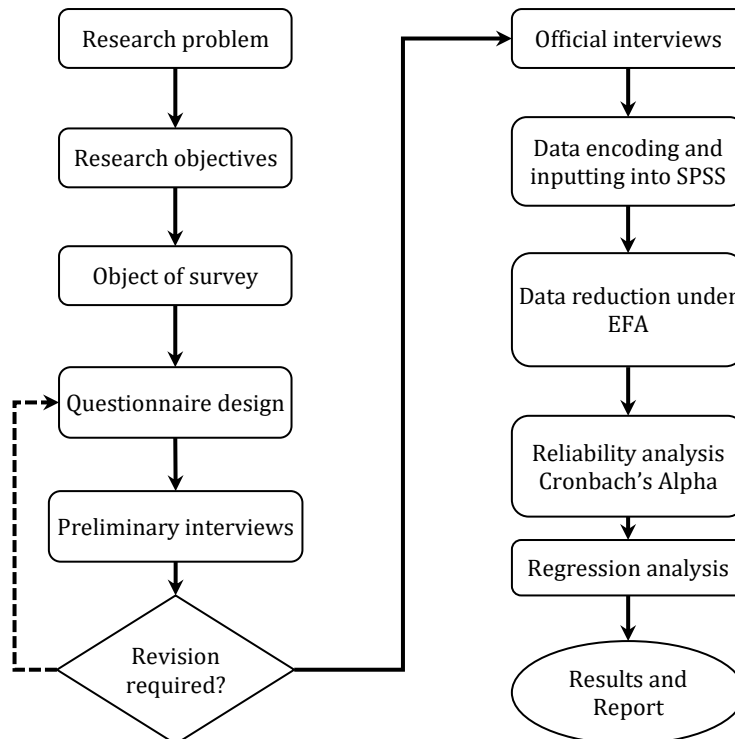 Research problem
Research objectives
Object of survey
Questionnaire design
Preliminary interviews
Revision
required?
Official interviews
Data encoding and
inputting into SPSS
Data reduction under
EFA
Reliability analysis
Cronbach’s Alpha
Regression analysis
Results and
Report